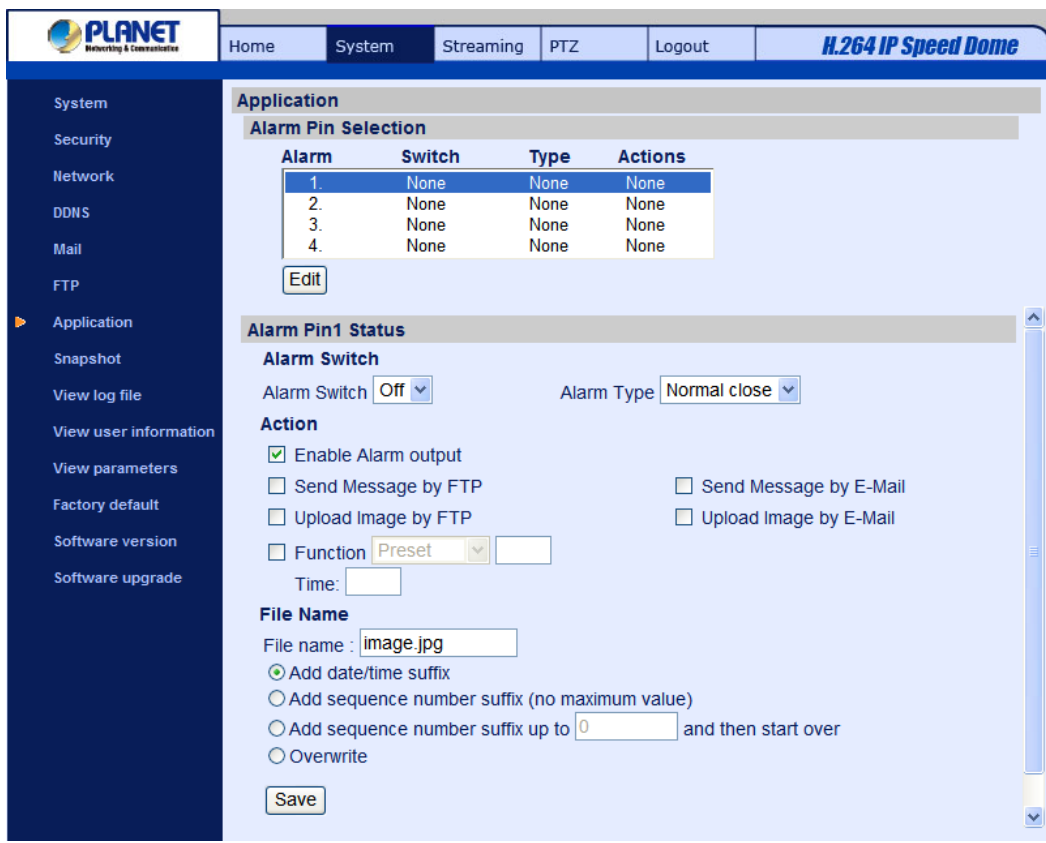 PLANET
Networking & Communication
Home System Streaming PTZ Logout H.264 IP Speed Dome
System
Security
Network
DDNS
Mail
FTP
Application
Snapshot
View log file
View user information
View parameters
Factory default
Software version
Software upgrade
Application
Alarm Pin Selection
Alarm Switch Type Actions
1. None None None
2. None None None
3. None None None
4. None None None
Edit
Alarm Pin1 Status
Alarm Switch
Alarm Switch Off Alarm Type Normal close
Action
Enable Alarm output
Send Message by FTP Send Message by E-Mail
Upload Image by FTP Upload Image by E-Mail
Function Preset
Time:
File Name
File name : image.jpg
Add date/time suffix
Add sequence number suffix (no maximum value)
Add sequence number suffix up to 0 and then start over
Overwrite
Save